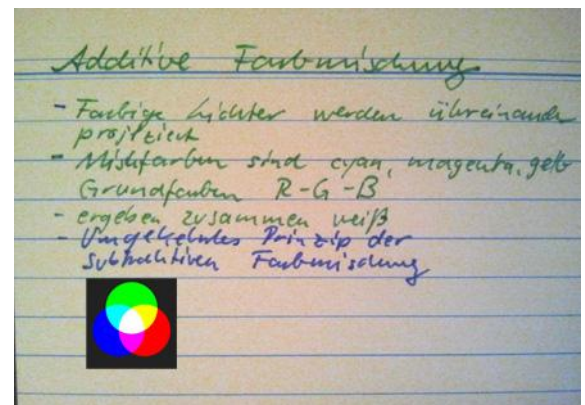 Additive Farbmischung
- Farbige Lichter werden übereinander
projiziert
- Mischfarben sind cyan, magenta, gelb
Grundfarben R-G-B
- ergeben zusammen weiß
- Umgekehrtes Prinzip der
Subtraktiven Farbmischung